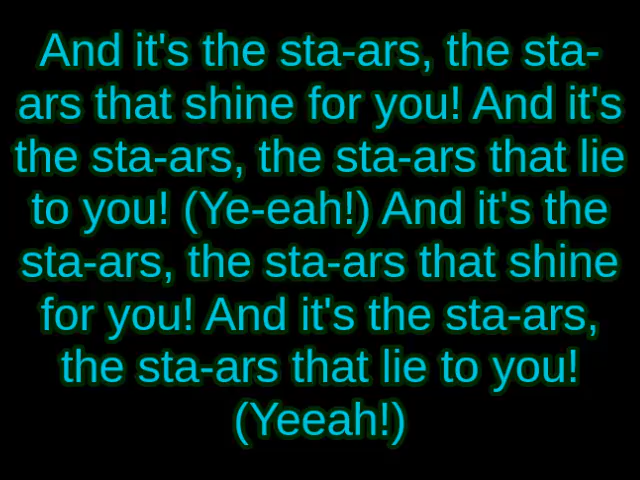 And it's the sta-ars, the sta-
ars that shine for you! And it's
the sta-ars, the sta-ars that lie
to you! (Ye-eah!) And it's the
sta-ars, the sta-ars that shine
for you! And it's the sta-ars,
the sta-ars that lie to you!
(Yeeah!)